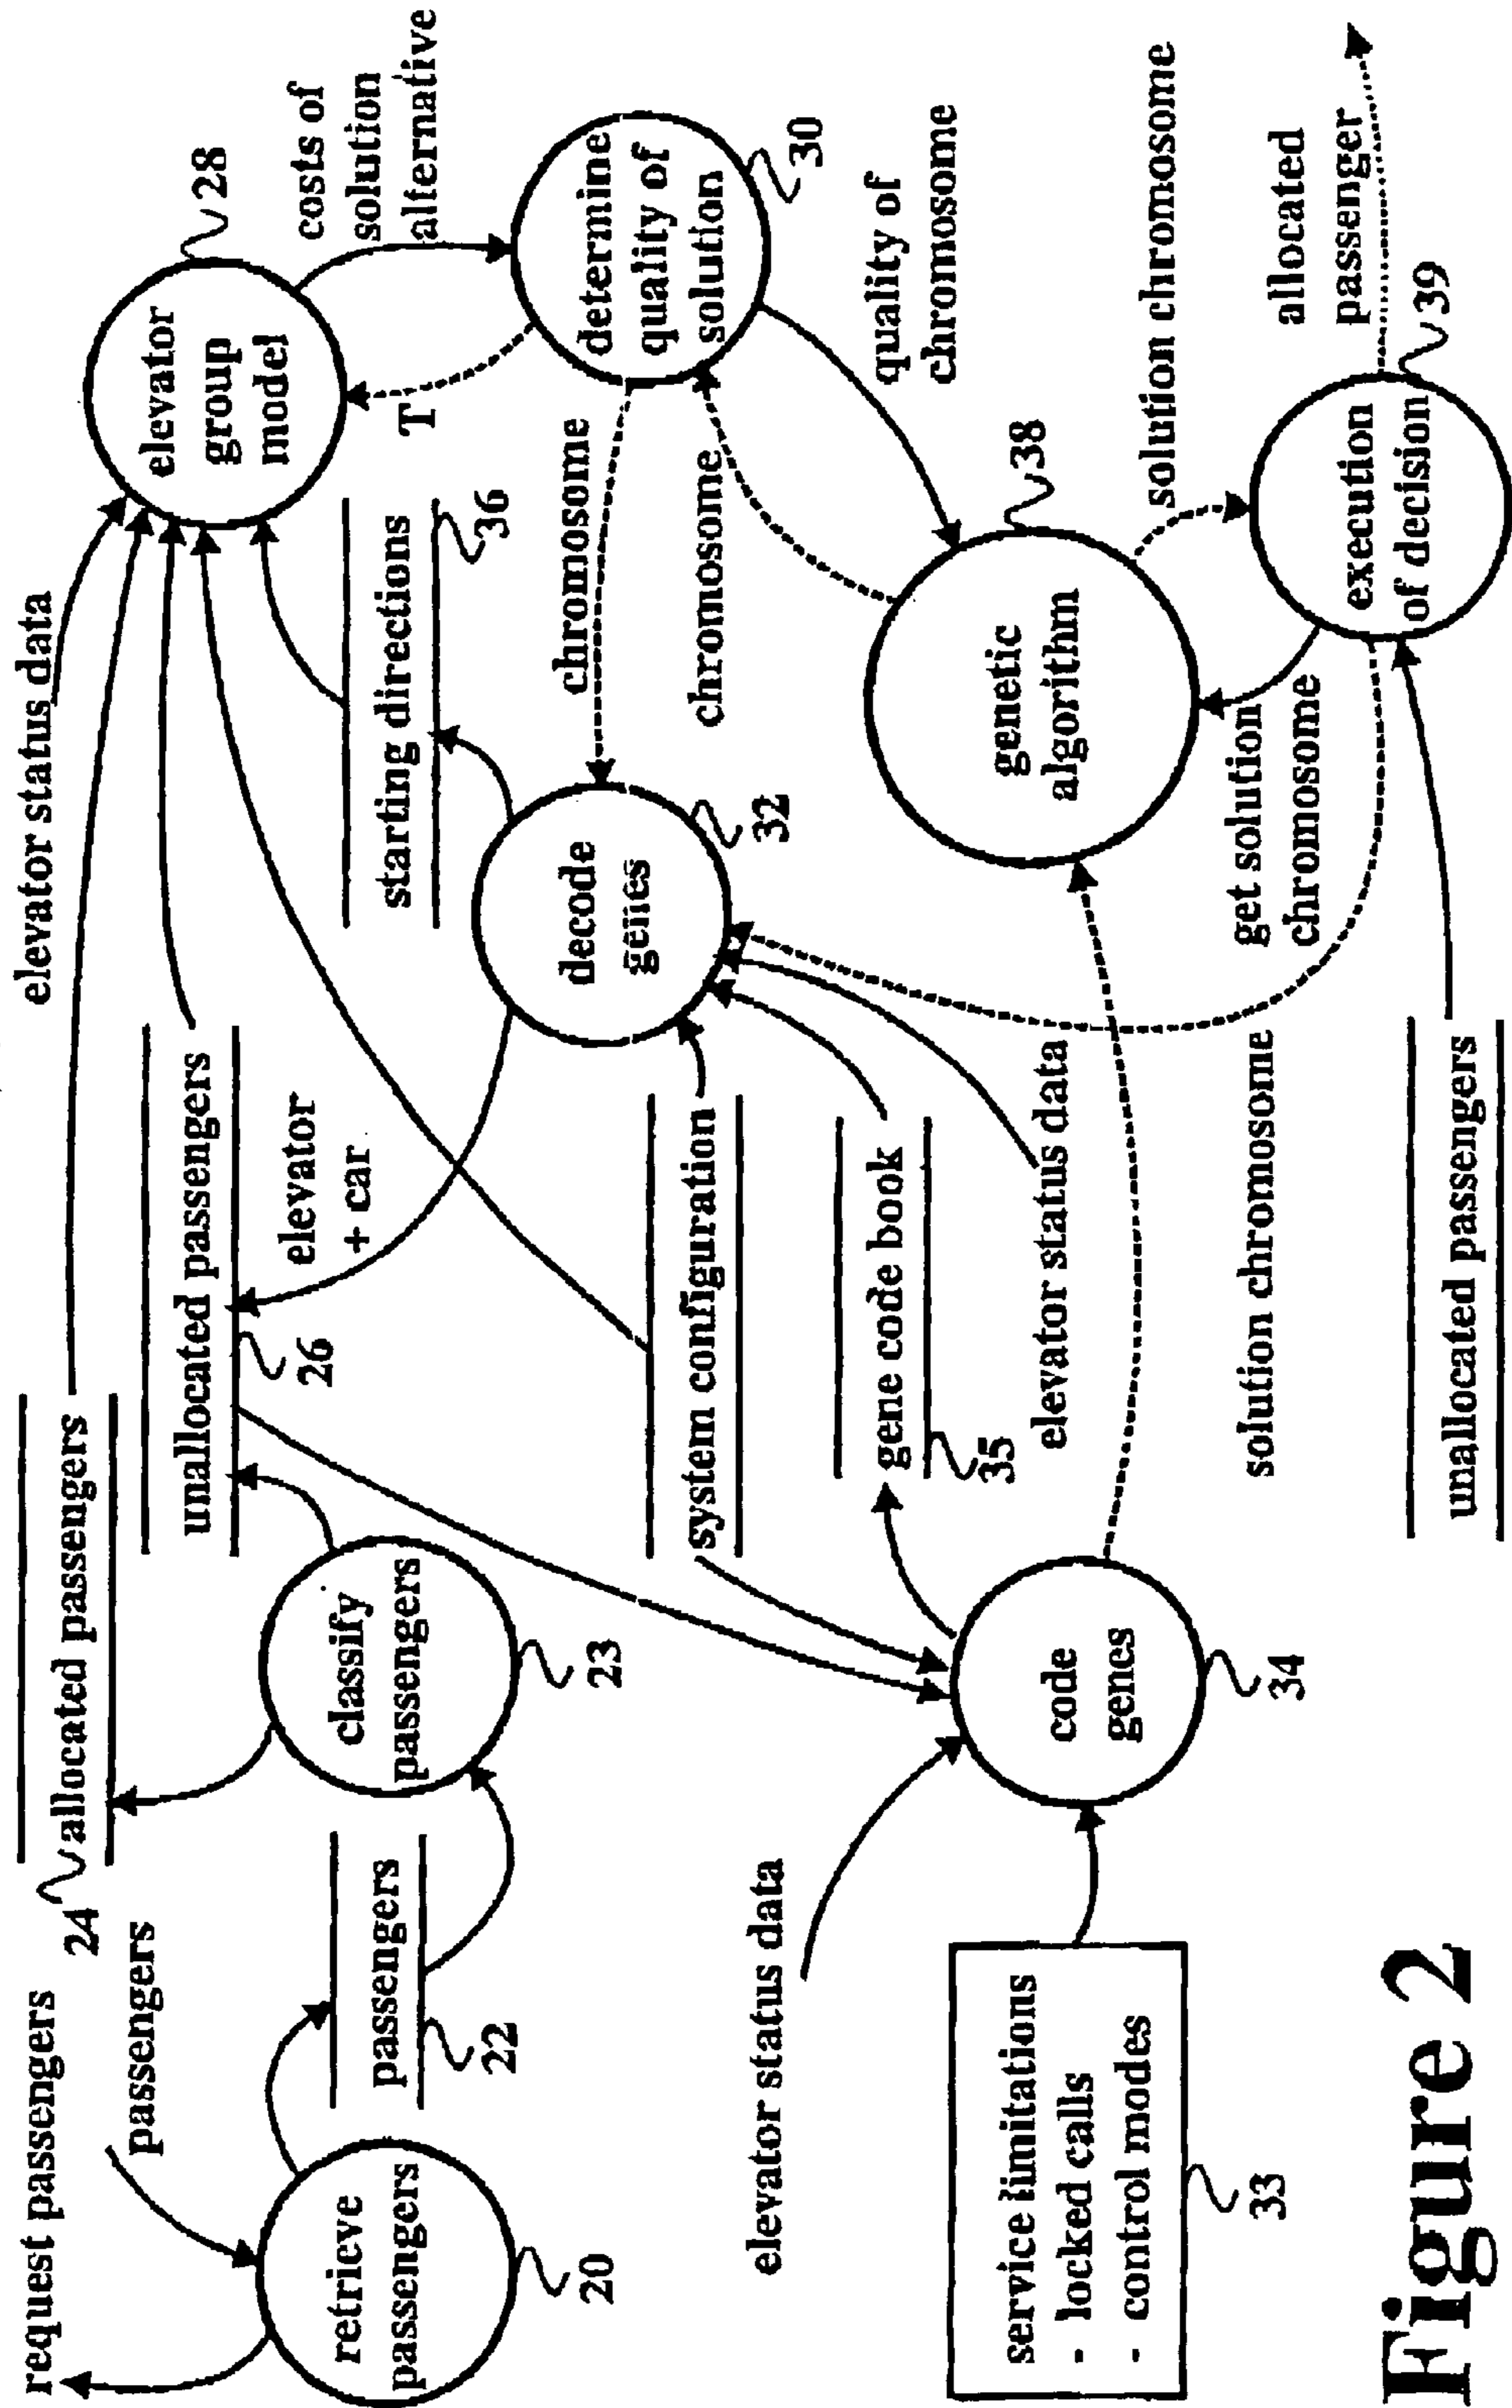 request passengers
passengers
retrieve
passengers
20
passengers
22
24
allocated passengers
classify
passengers
23
unallocated passengers
26
elevator
+ car
elevator status data
elevator
group
model
28
costs of
solution
alternative
T
starting directions
36
determine
quality of
solution
30
chromosome
chromosome
quality of
chromosome
decode
genes
32
system configuration
gene code book
35
elevator status data
elevator status data
service limitations
- locked calls
- control modes
33
code
genes
34
genetic
algorithm
38
get solution
chromosome
solution chromosome
solution chromosome
execution
of decision
39
allocated
passenger
unallocated passengers
Figure 2